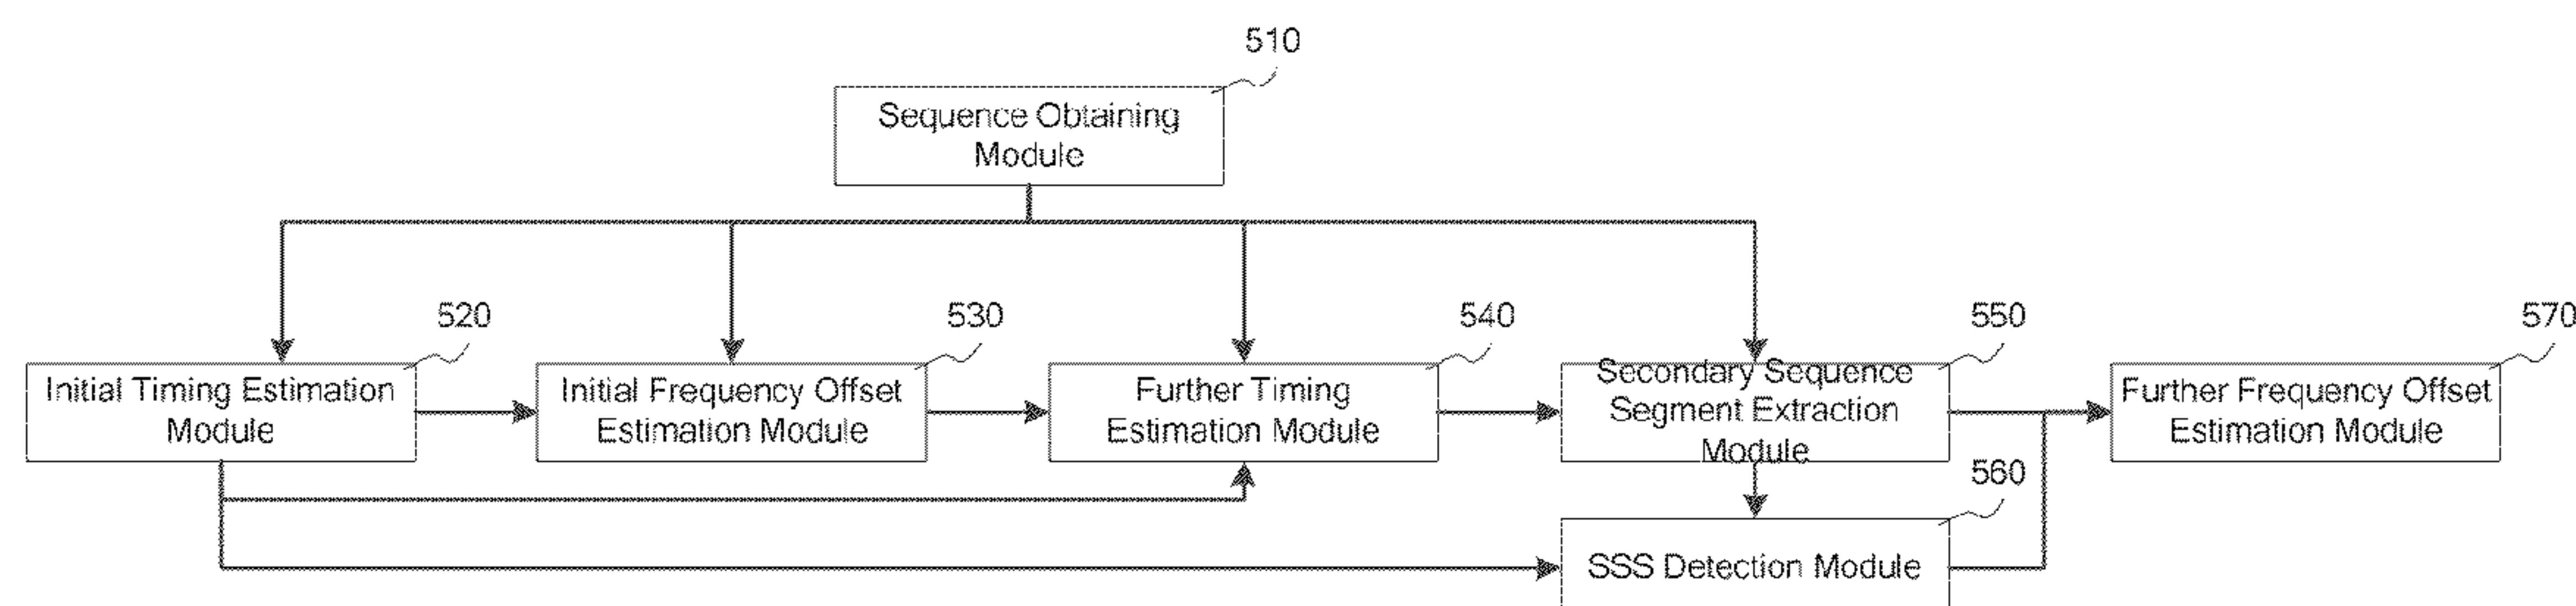 510
Sequence Obtaining
Module
520
530
540
550
570
Initial Timing Estimation
Module
Initial Frequency Offset
Estimation Module
Further Timing
Estimation Module
Secondary Sequence
Segment Extraction
Module
Further Frequency Offset
Estimation Module
560
SSS Detection Module